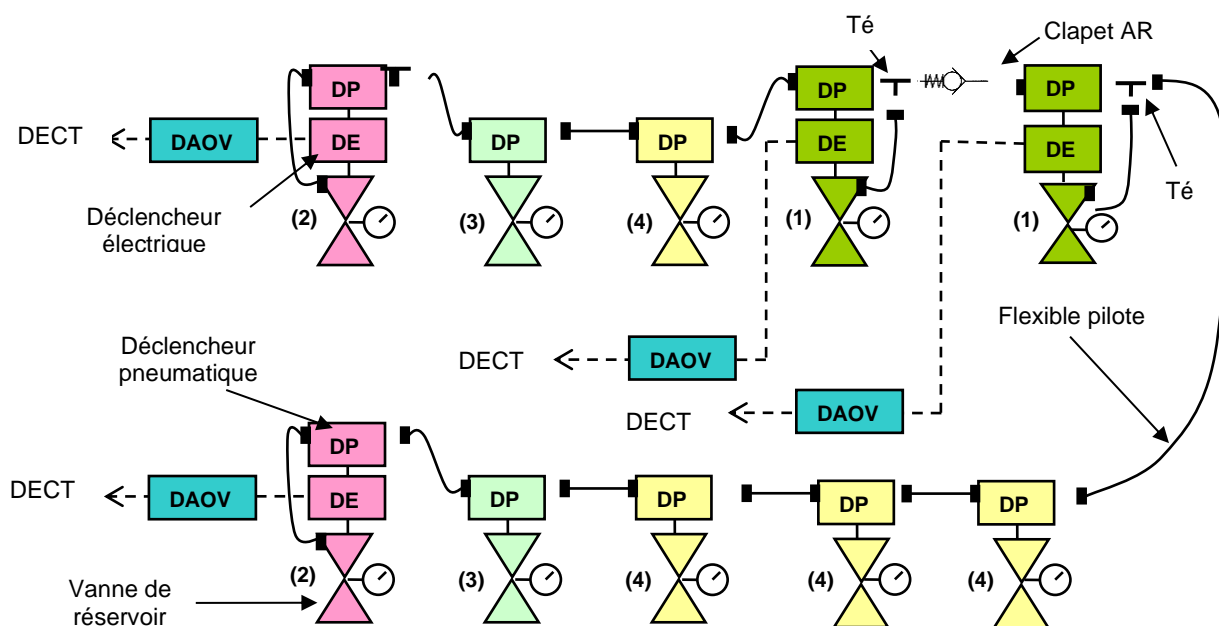 Té
Clapet AR
DP
DP
DP
DECT
DAOV
DE
DP
DP
DE
DE
Té
Déclencheur
électrique
(2)
(3)
(4)
(1)
(1)
Flexible pilote
Déclencheur
pneumatique
DECT
DAOV
DECT
DAOV
DP
DECT
DAOV
DE
DP
DP
DP
DP
Vanne de
réservoir
(2)
(3)
(4)
(4)
(4)